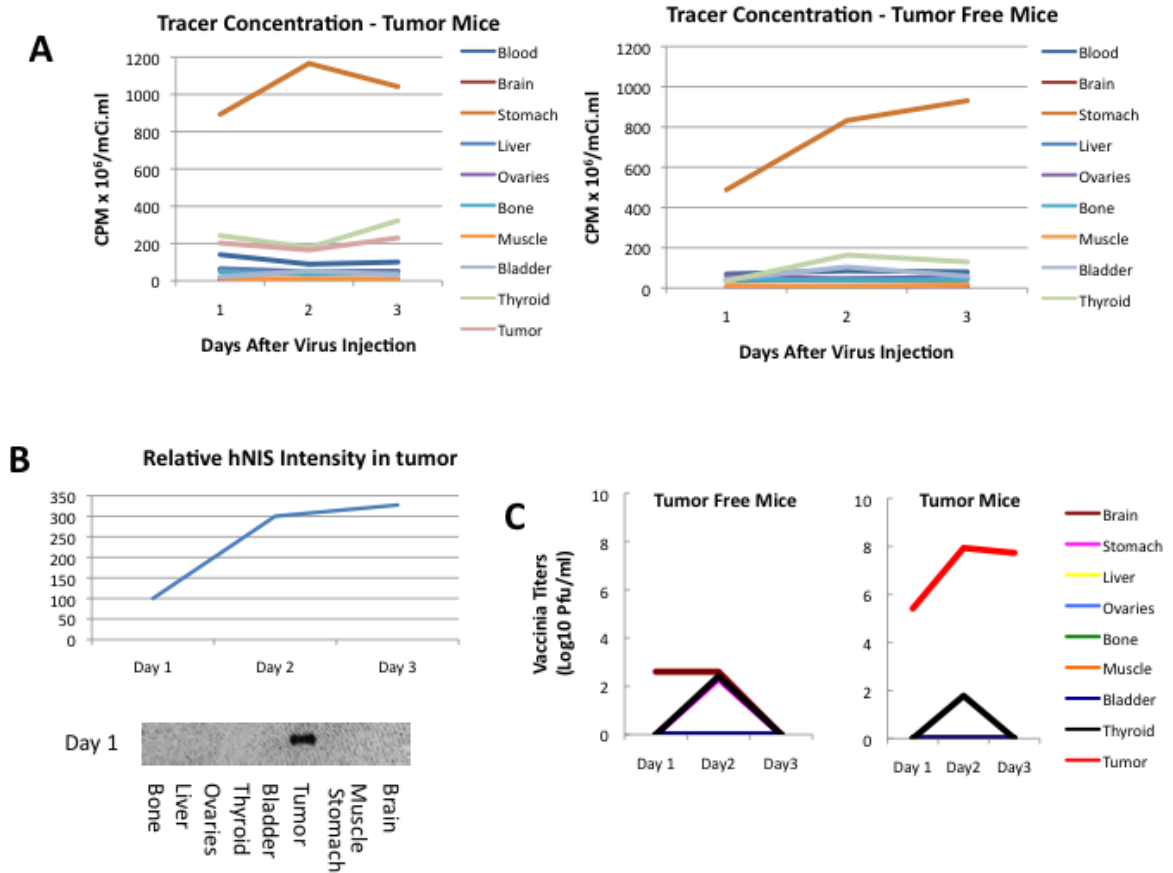 A
Tracer Concentration - Tumor Mice
CPM x 10⁶/mCi.ml
1200
1000
800
600
400
200
0
1 2 3
Days After Virus Injection
Blood
Brain
Stomach
Liver
Ovaries
Bone
Muscle
Bladder
Thyroid
Tumor
Tracer Concentration - Tumor Free Mice
CPM x 10⁶/mCi.ml
1200
1000
800
600
400
200
0
1 2 3
Days After Virus Injection
Blood
Brain
Stomach
Liver
Ovaries
Bone
Muscle
Bladder
Thyroid
B
Relative hNIS Intensity in tumor
350
300
250
200
150
100
50
0
Day 1 Day 2 Day 3
Day 1
Bone
Liver
Ovaries
Thyroid
Bladder
Tumor
Stomach
Muscle
Brain
C
Vaccinia Titers
(Log10 Pfu/ml)
Tumor Free Mice
10
8
6
4
2
0
Day 1 Day2 Day3
Tumor Mice
10
8
6
4
2
0
Day 1 Day2 Day3
Brain
Stomach
Liver
Ovaries
Bone
Muscle
Bladder
Thyroid
Tumor